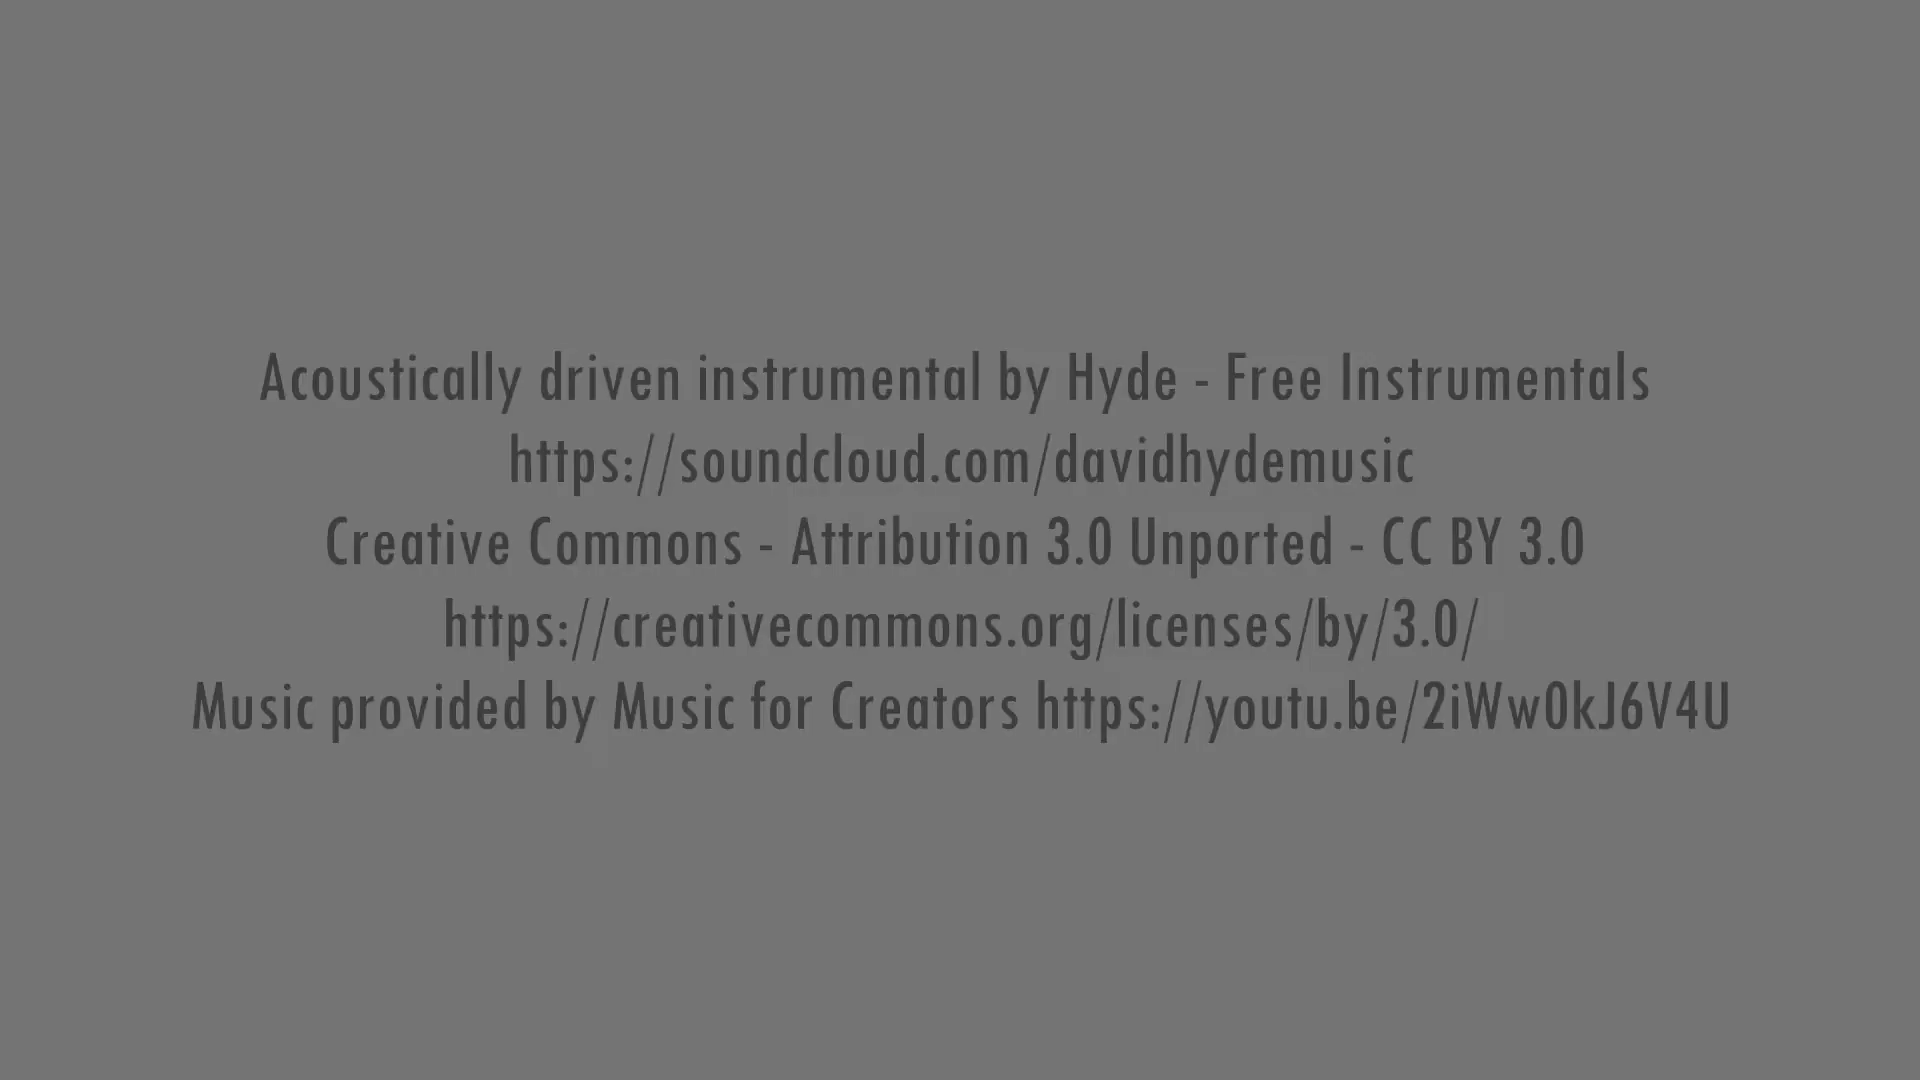 Acoustically driven instrumental by Hyde - Free Instrumentals
https://soundcloud.com/davidhydemusic
Creative Commons - Attribution 3.0 Unported - CC BY 3.0
https://creativecommons.org/licenses/by/3.0/
Music provided by Music for Creators https://youtu.be/2iWw0kJ6V4U